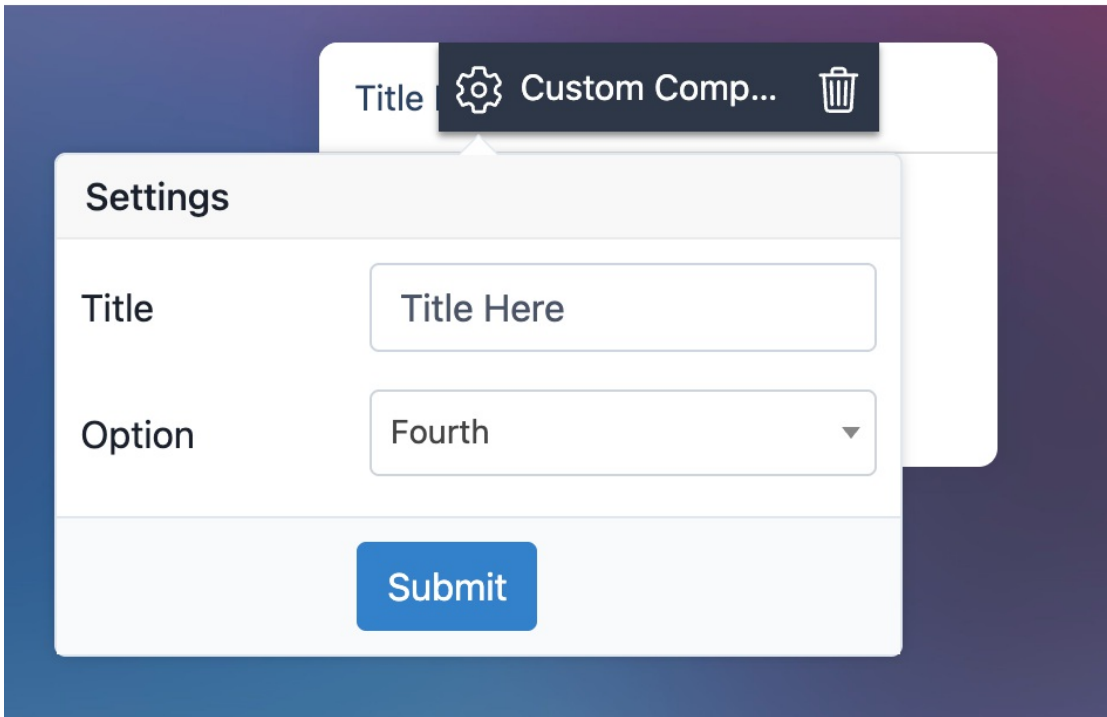 Title
Custom Comp...
Settings
Title
Title Here
Option
Fourth
Submit